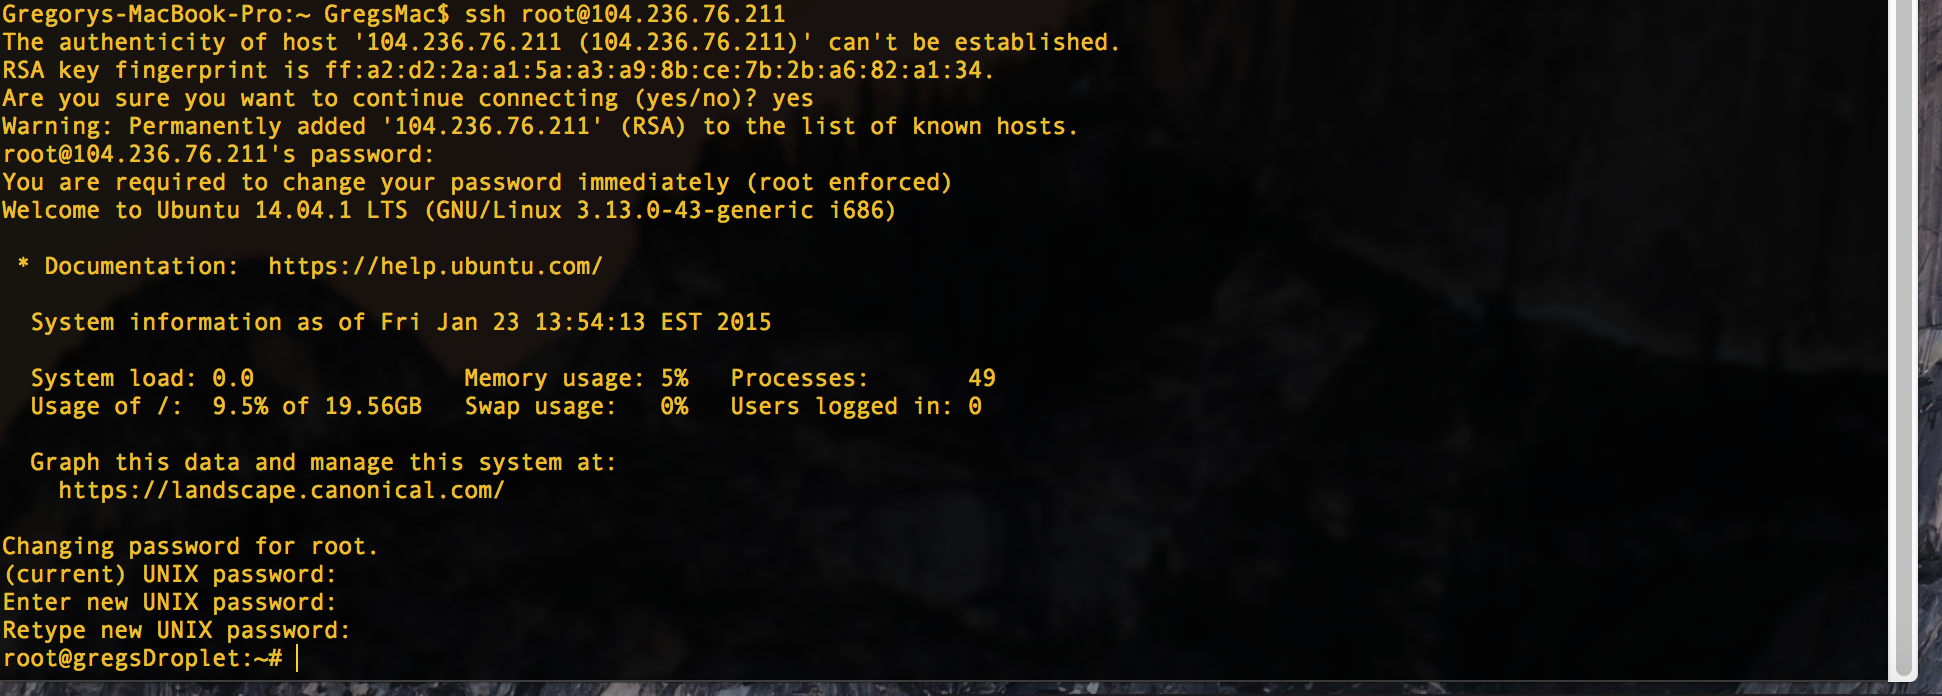 Gregorys-MacBook-Pro:~ GregsMac$ ssh root@104.236.76.211
The authenticity of host '104.236.76.211 (104.236.76.211)' can't be established.
RSA key fingerprint is ff:a2:d2:2a:a1:5a:a3:a9:8b:ce:7b:2b:a6:82:a1:34.
Are you sure you want to continue connecting (yes/no)? yes
Warning: Permanently added '104.236.76.211' (RSA) to the list of known hosts.
root@104.236.76.211's password:
You are required to change your password immediately (root enforced)
Welcome to Ubuntu 14.04.1 LTS (GNU/Linux 3.13.0-43-generic i686)
* Documentation:  https://help.ubuntu.com/
System information as of Fri Jan 23 13:54:13 EST 2015
System load: 0.0               Memory usage: 5%   Processes:       49
Usage of /:  9.5% of 19.56GB   Swap usage:   0%   Users logged in: 0
Graph this data and manage this system at:
https://landscape.canonical.com/
Changing password for root.
(current) UNIX password:
Enter new UNIX password:
Retype new UNIX password:
root@gregsDroplet:~#